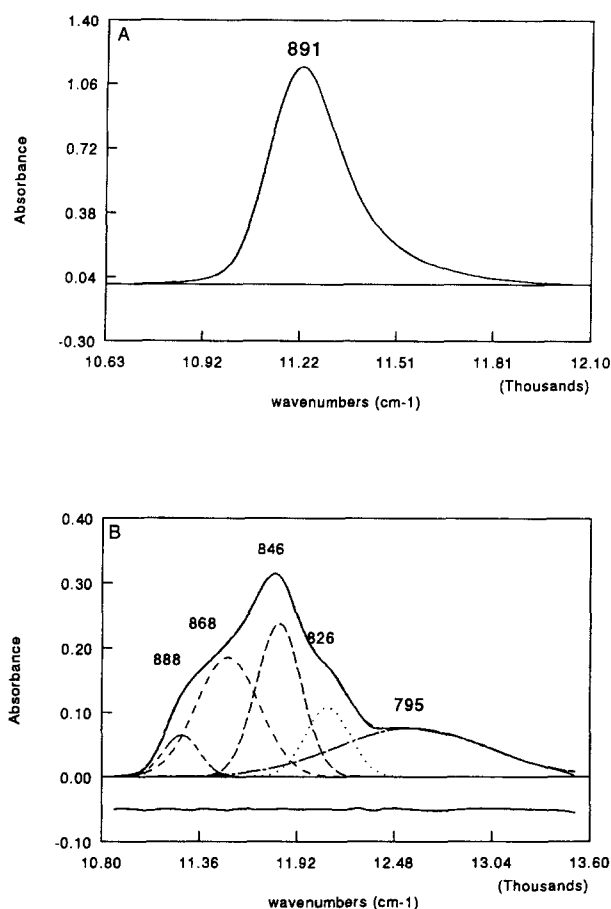 A
891
1.40
1.06
0.72
0.38
0.04
-0.30
Absorbance
10.63 10.92 11.22 11.51 11.81 12.10
(Thousands)
wavenumbers (cm-1)
B
846
868
826
888
795
0.40
0.30
0.20
0.10
0.00
-0.10
Absorbance
10.80 11.36 11.92 12.48 13.04 13.60
(Thousands)
wavenumbers (cm-1)